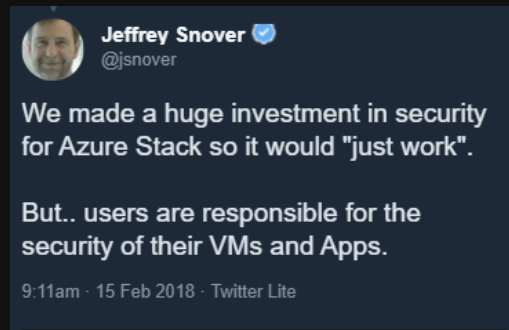 Jeffrey Snover
@jsnover
We made a huge investment in security
for Azure Stack so it would "just work".
But.. users are responsible for the
security of their VMs and Apps.
9:11am · 15 Feb 2018 · Twitter Lite